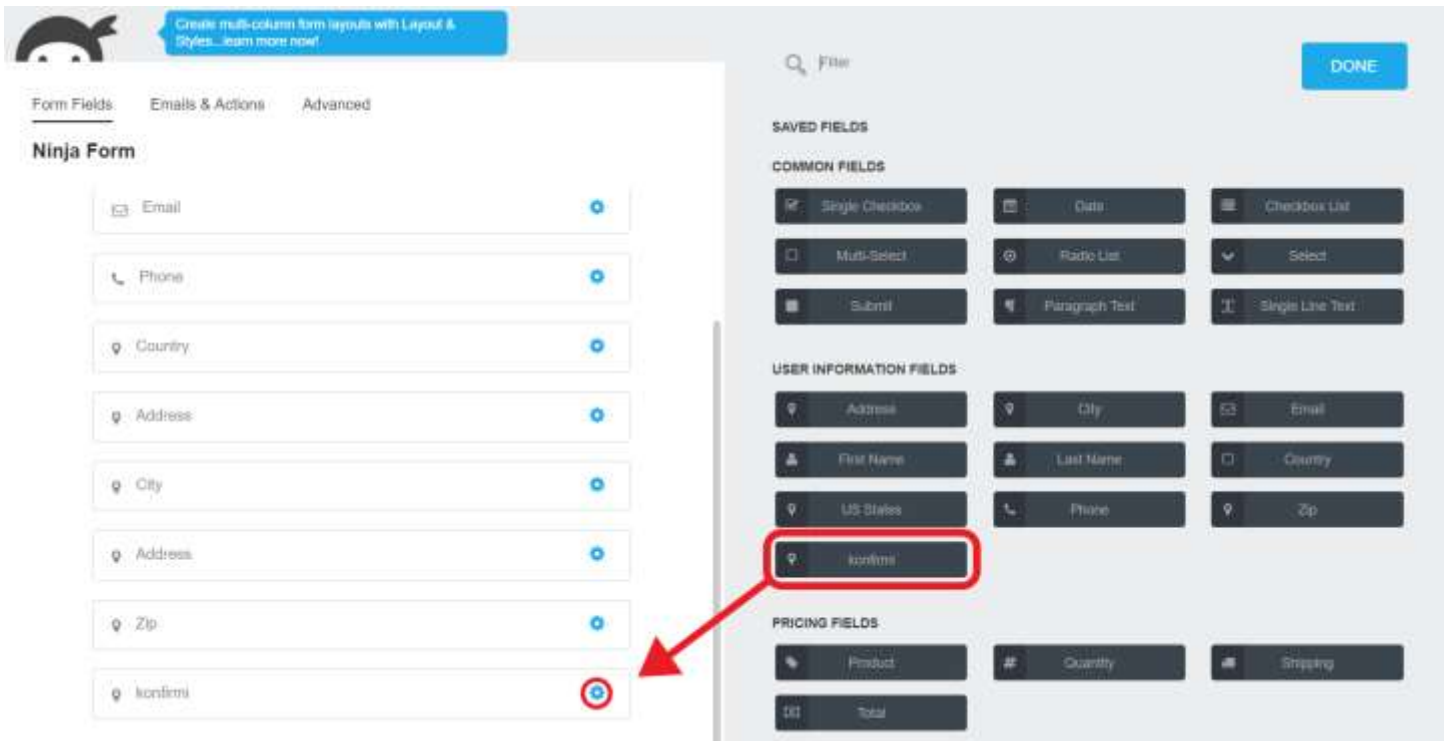 Create multi-column form layouts with Layout &
Styles...learn more now!
Filter
DONE
Form Fields Emails & Actions Advanced
Ninja Form
Email
Phone
Country
Address
City
Address
Zip
konfirmi
SAVED FIELDS
COMMON FIELDS
Single Checkbox Date Checkbox List
Multi-Select Radio List Select
Submit Paragraph Text Single Line Text
USER INFORMATION FIELDS
Address City Email
First Name Last Name Country
US States Phone Zip
konfirmi
PRICING FIELDS
Product Quantity Shipping
Total